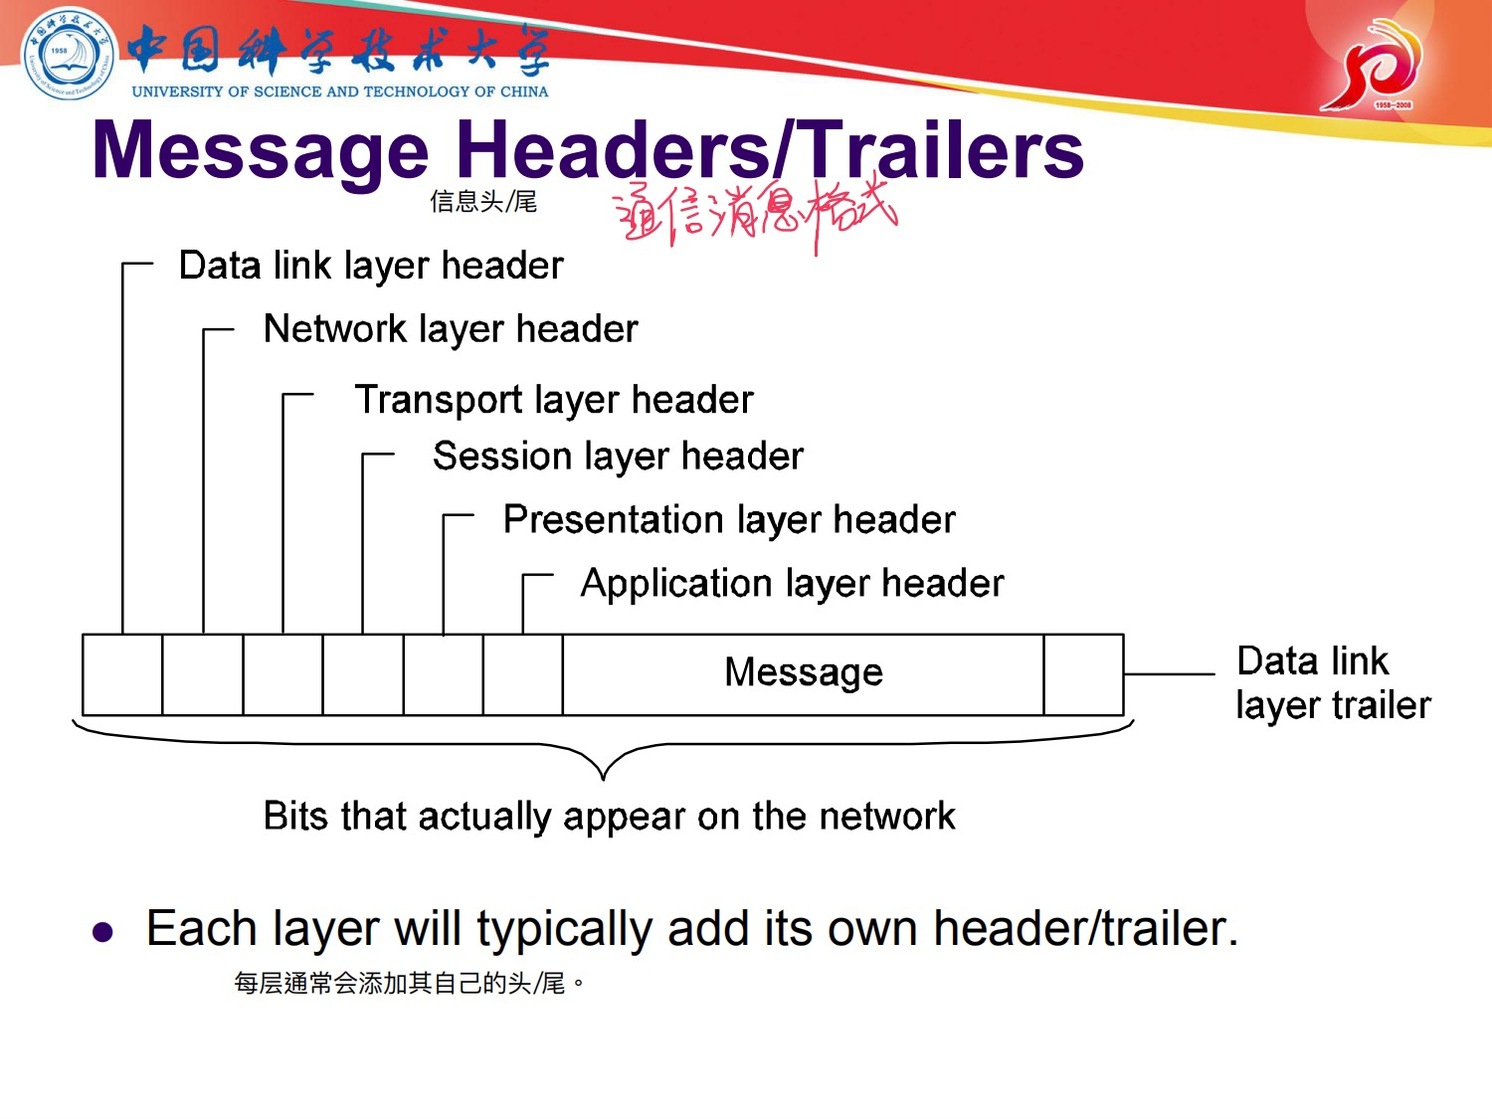 中国科学技术大学
1958
UNIVERSITY OF SCIENCE AND TECHNOLOGY OF CHINA
1958-2008
Message Headers/Trailers
信息头/尾
通信消息格式
Data link layer header
Network layer header
Transport layer header
Session layer header
Presentation layer header
Application layer header
Message
Data link
layer trailer
Bits that actually appear on the network
● Each layer will typically add its own header/trailer.
每层通常会添加其自己的头/尾。